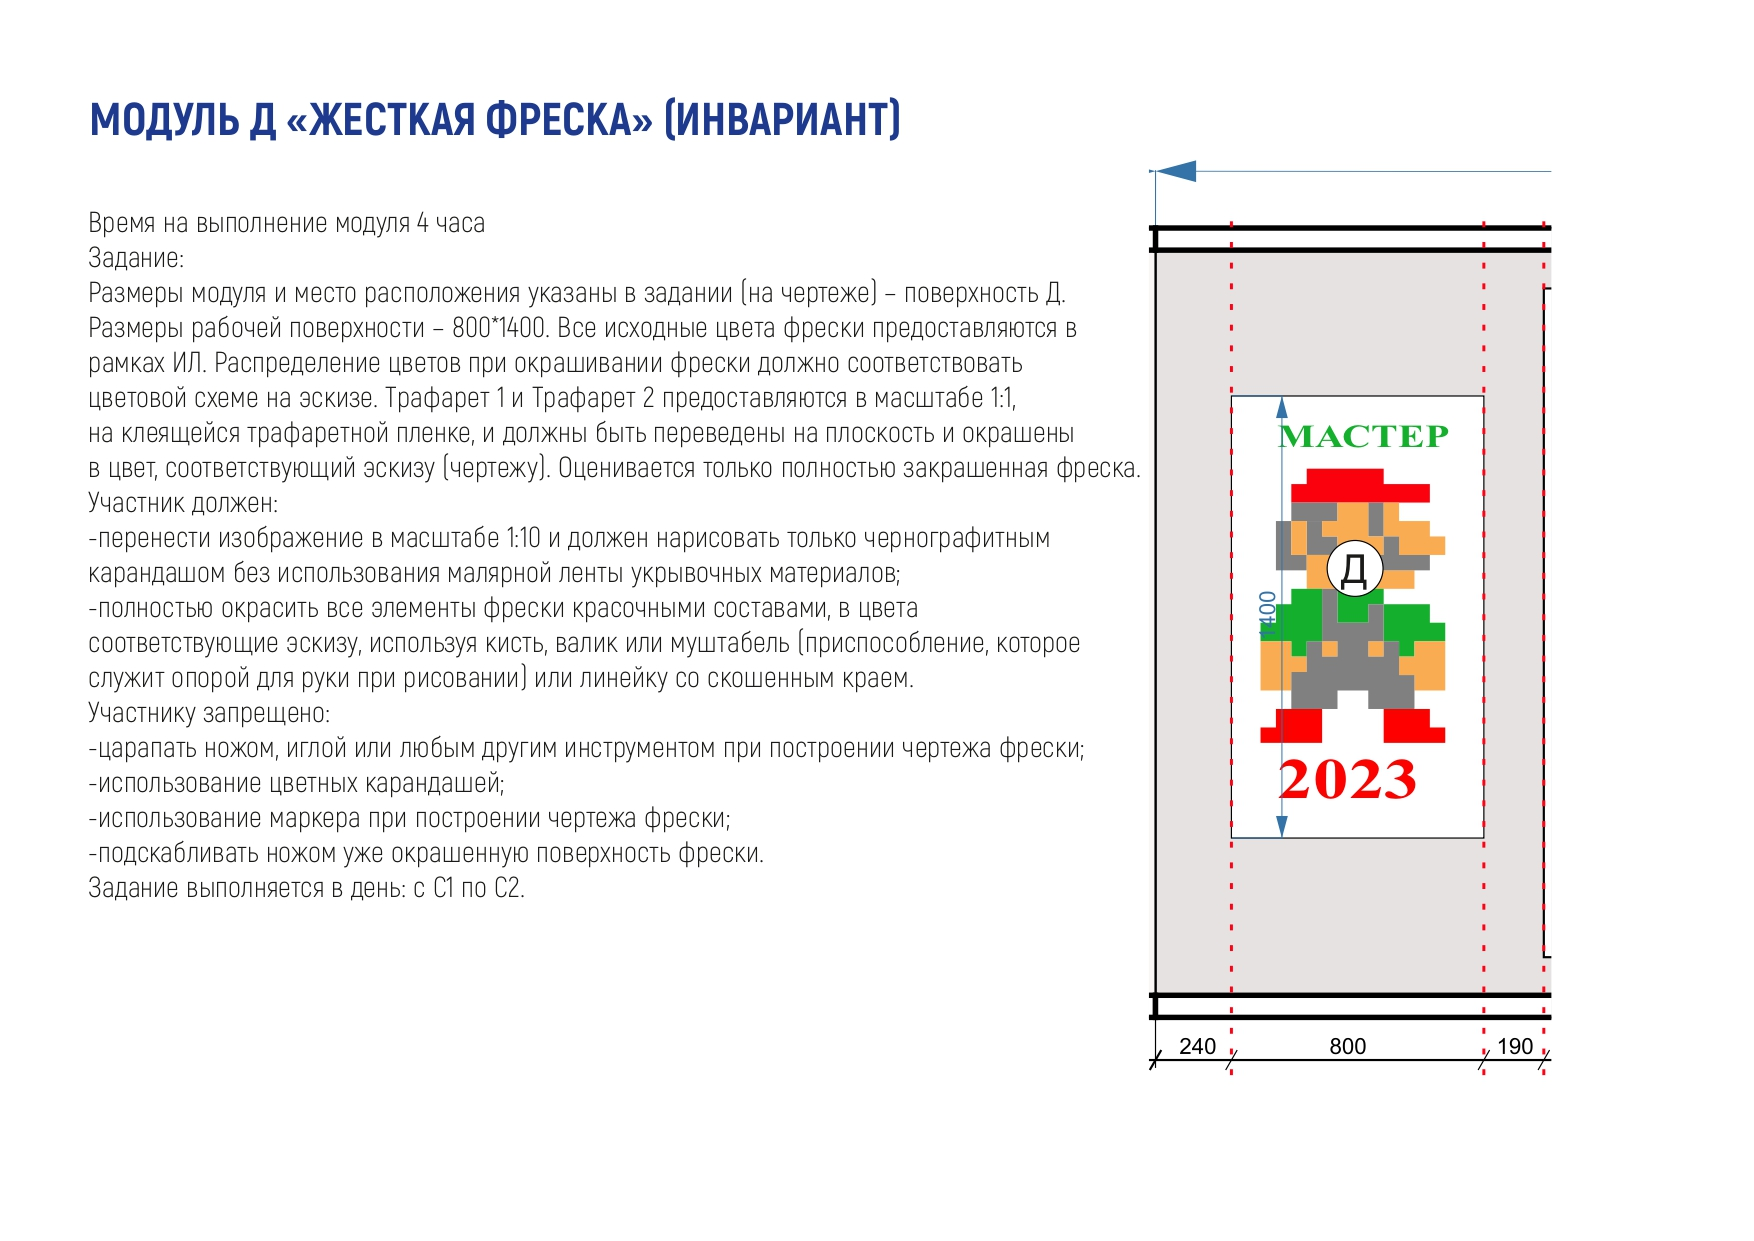 МОДУЛЬ Д «ЖЕСТКАЯ ФРЕСКА» (ИНВАРИАНТ)
Время на выполнение модуля 4 часа
Задание:
Размеры модуля и место расположения указаны в задании (на чертеже) – поверхность Д.
Размеры рабочей поверхности – 800*1400. Все исходные цвета фрески предоставляются в
рамках ИЛ. Распределение цветов при окрашивании фрески должно соответствовать
цветовой схеме на эскизе. Трафарет 1 и Трафарет 2 предоставляются в масштабе 1:1,
на клеящейся трафаретной пленке, и должны быть переведены на плоскость и окрашены
в цвет, соответствующий эскизу (чертежу). Оценивается только полностью закрашенная фреска.
Участник должен:
-перенести изображение в масштабе 1:10 и должен нарисовать только чернографитным
карандашом без использования малярной ленты укрывочных материалов;
-полностью окрасить все элементы фрески красочными составами, в цвета
соответствующие эскизу, используя кисть, валик или муштабель (приспособление, которое
служит опорой для руки при рисовании) или линейку со скошенным краем.
Участнику запрещено:
-царапать ножом, иглой или любым другим инструментом при построении чертежа фрески;
-использование цветных карандашей;
-использование маркера при построении чертежа фрески;
-подскабливать ножом уже окрашенную поверхность фрески.
Задание выполняется в день: с С1 по С2.
МАСТЕР
Д
1400
2023
240
800
190